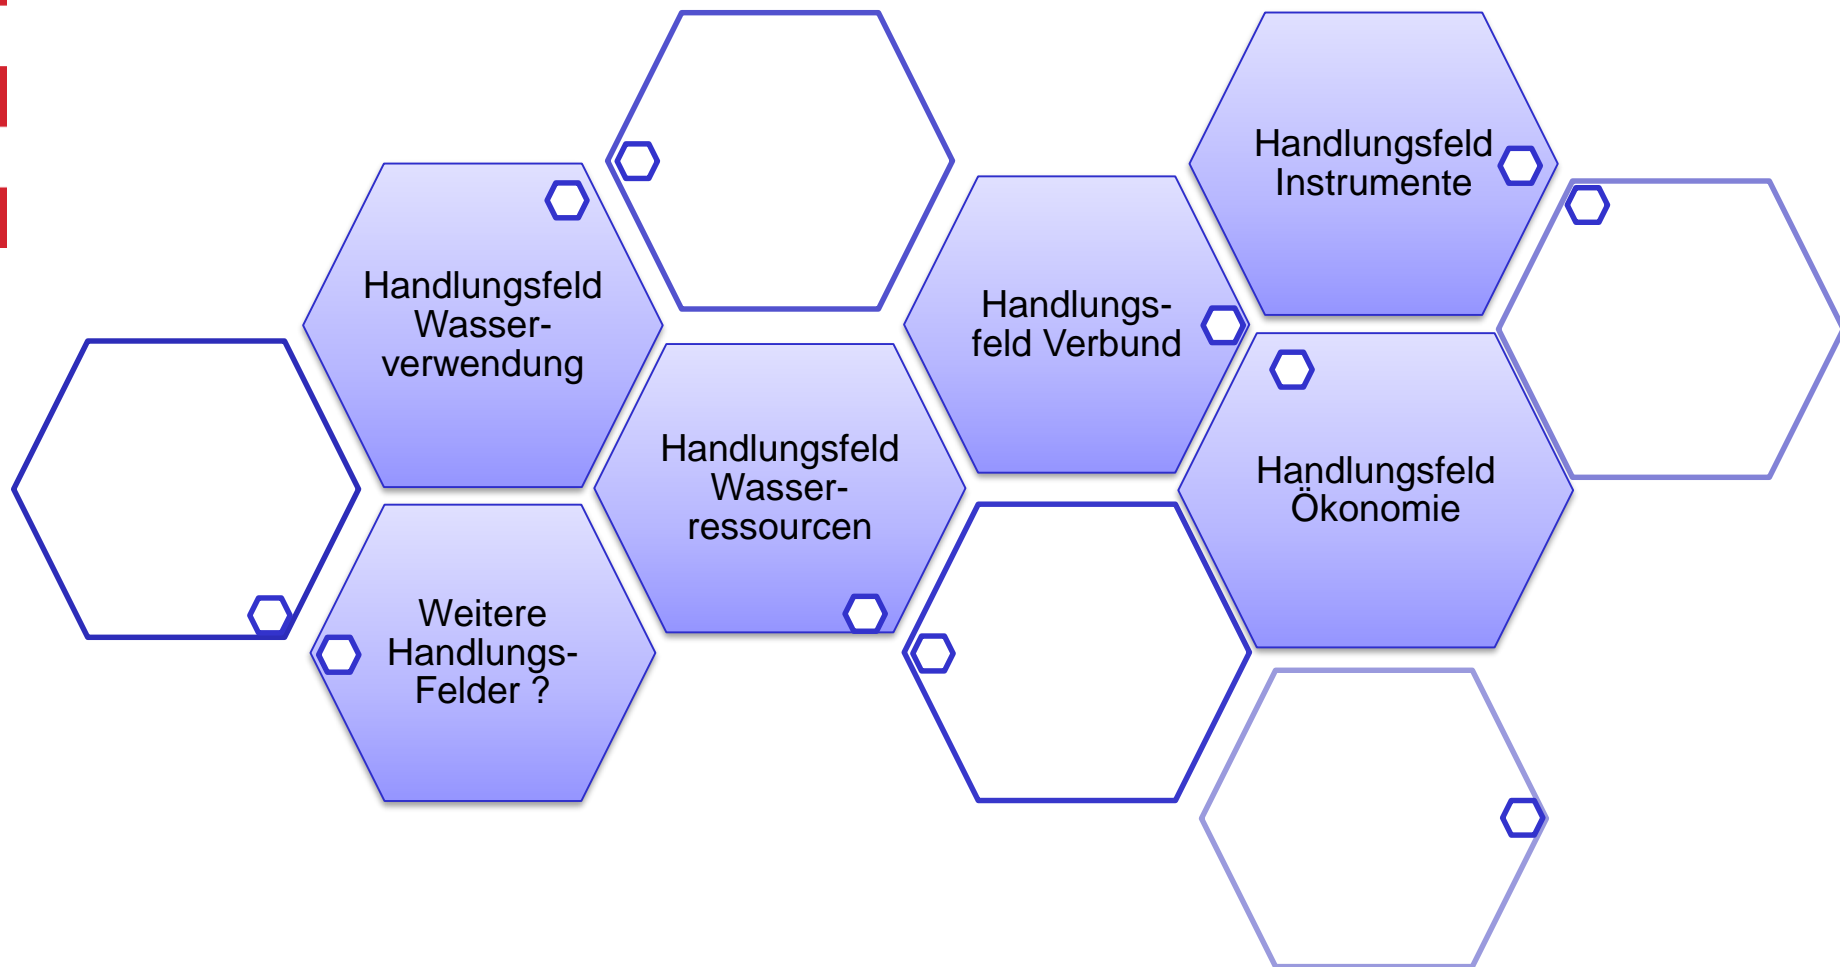 Handlungsfeld
Wasser-
verwendung
Weitere
Handlungs-
Felder ?
Handlungsfeld
Wasser-
ressourcen
Handlungs-
feld Verbund
Handlungsfeld
Instrumente
Handlungsfeld
Ökonomie